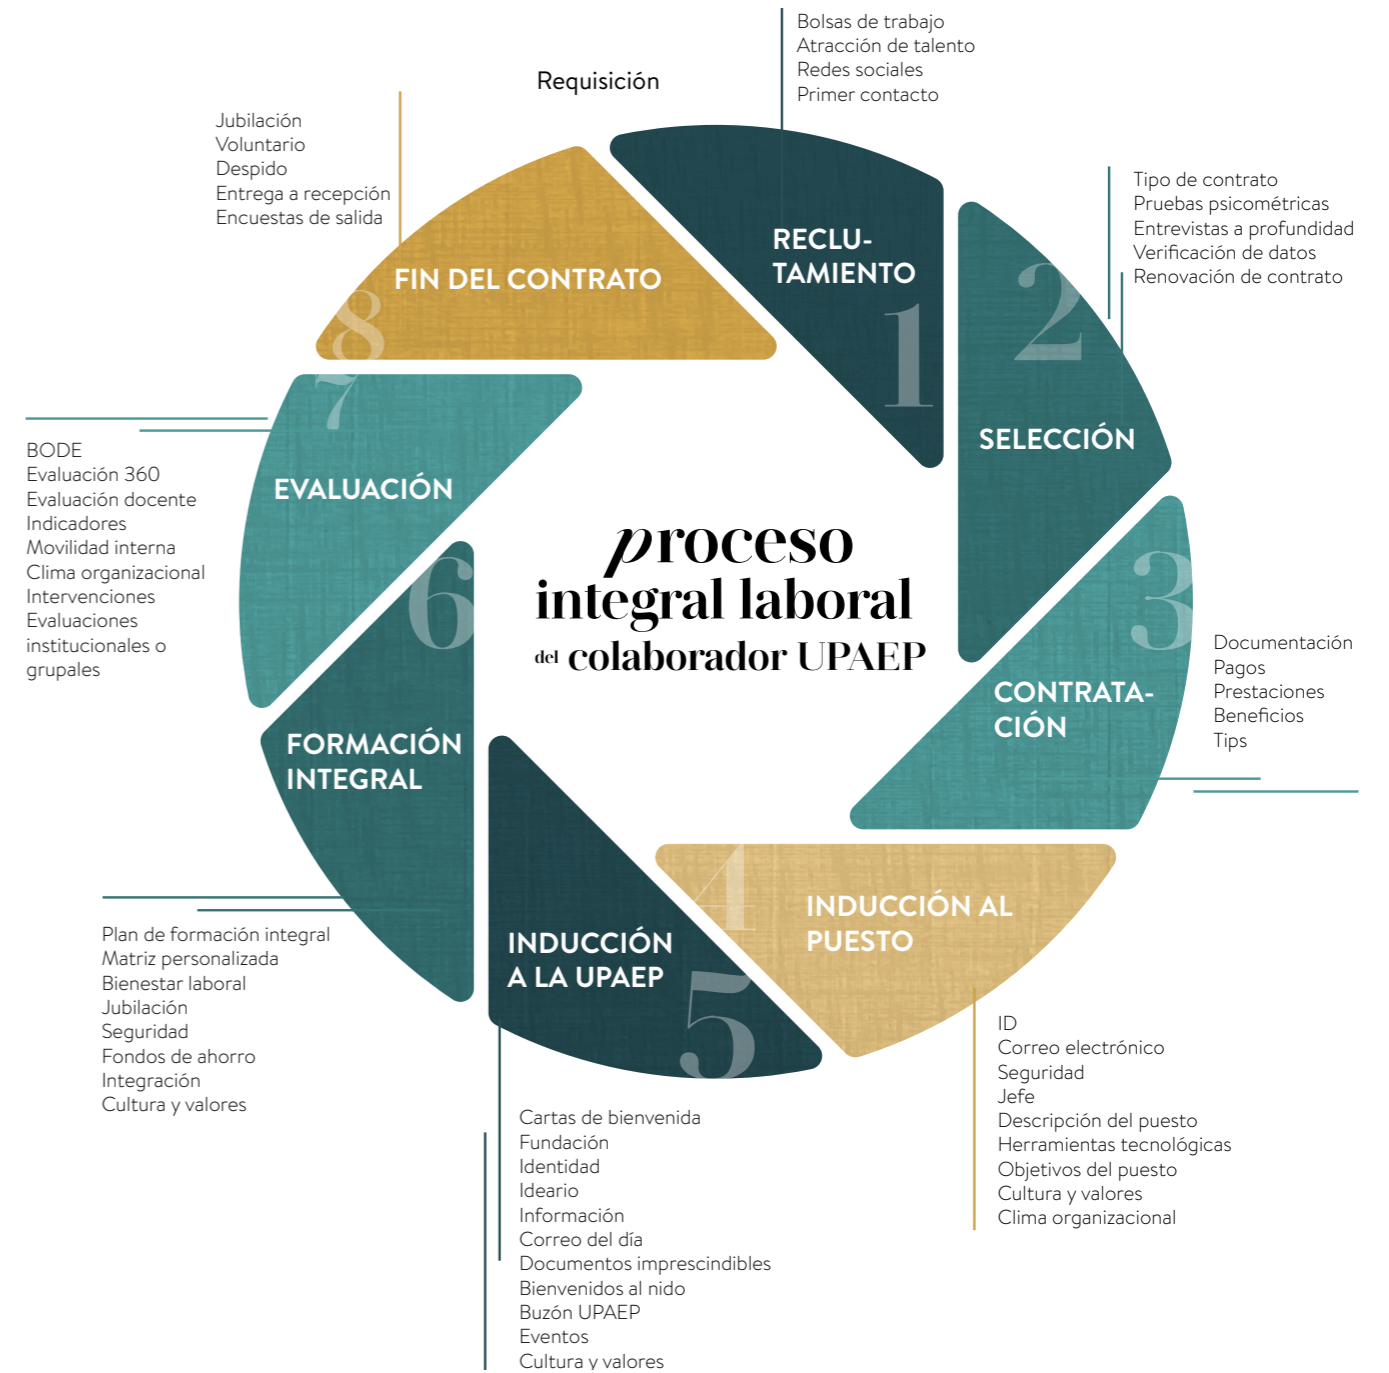 Requisición
Bolsas de trabajo
Atracción de talento
Redes sociales
Primer contacto
RECLU-
TAMIENTO
1
Tipo de contrato
Pruebas psicométricas
Entrevistas a profundidad
Verificación de datos
Renovación de contrato
2
SELECCIÓN
3
CONTRATA-
CIÓN
Documentación
Pagos
Prestaciones
Beneficios
Tips
4
INDUCCIÓN AL
PUESTO
ID
Correo electrónico
Seguridad
Jefe
Descripción del puesto
Herramientas tecnológicas
Objetivos del puesto
Cultura y valores
Clima organizacional
INDUCCIÓN
A LA UPAEP
5
Cartas de bienvenida
Fundación
Identidad
Ideario
Información
Correo del día
Documentos imprescindibles
Bienvenidos al nido
Buzón UPAEP
Eventos
Cultura y valores
6
FORMACIÓN
INTEGRAL
Plan de formación integral
Matriz personalizada
Bienestar laboral
Jubilación
Seguridad
Fondos de ahorro
Integración
Cultura y valores
7
EVALUACIÓN
BODE
Evaluación 360
Evaluación docente
Indicadores
Movilidad interna
Clima organizacional
Intervenciones
Evaluaciones
institucionales o
grupales
Jubilación
Voluntario
Despido
Entrega a recepción
Encuestas de salida
FIN DEL CONTRATO
8
proceso
integral laboral
del colaborador UPAEP